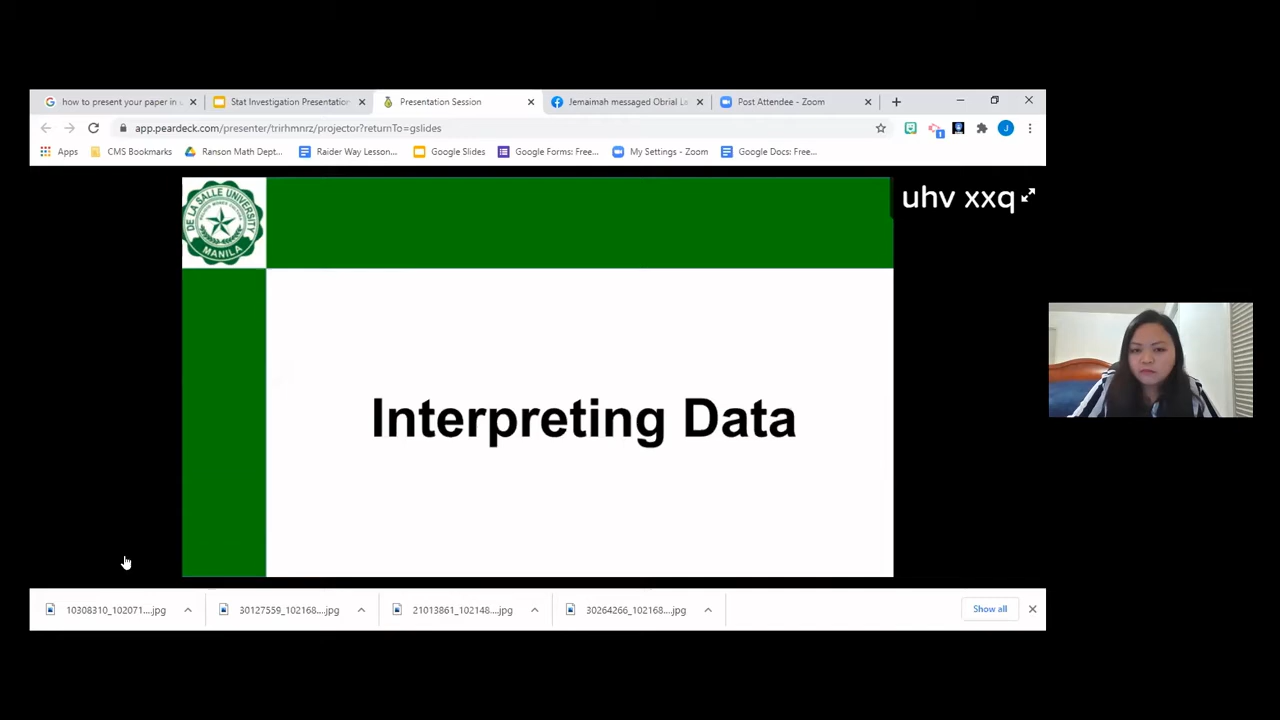 how to present your paper in
Stat Investigation Presentation
Presentation Session
Jemaimah messaged Obrial La
Post Attendee - Zoom
app.peardeck.com/presenter/trirhmnrz/projector?returnTo=gslides
Apps
CMS Bookmarks
Ranson Math Dept...
Raider Way Lesson...
Google Slides
Google Forms: Free...
My Settings - Zoom
Google Docs: Free...
DE LA SALLE UNIVERSITY
MANILA
uhv xxq
Interpreting Data
10308310_102071....jpg
30127559_102168....jpg
21013861_102148....jpg
30264266_102168....jpg
Show all